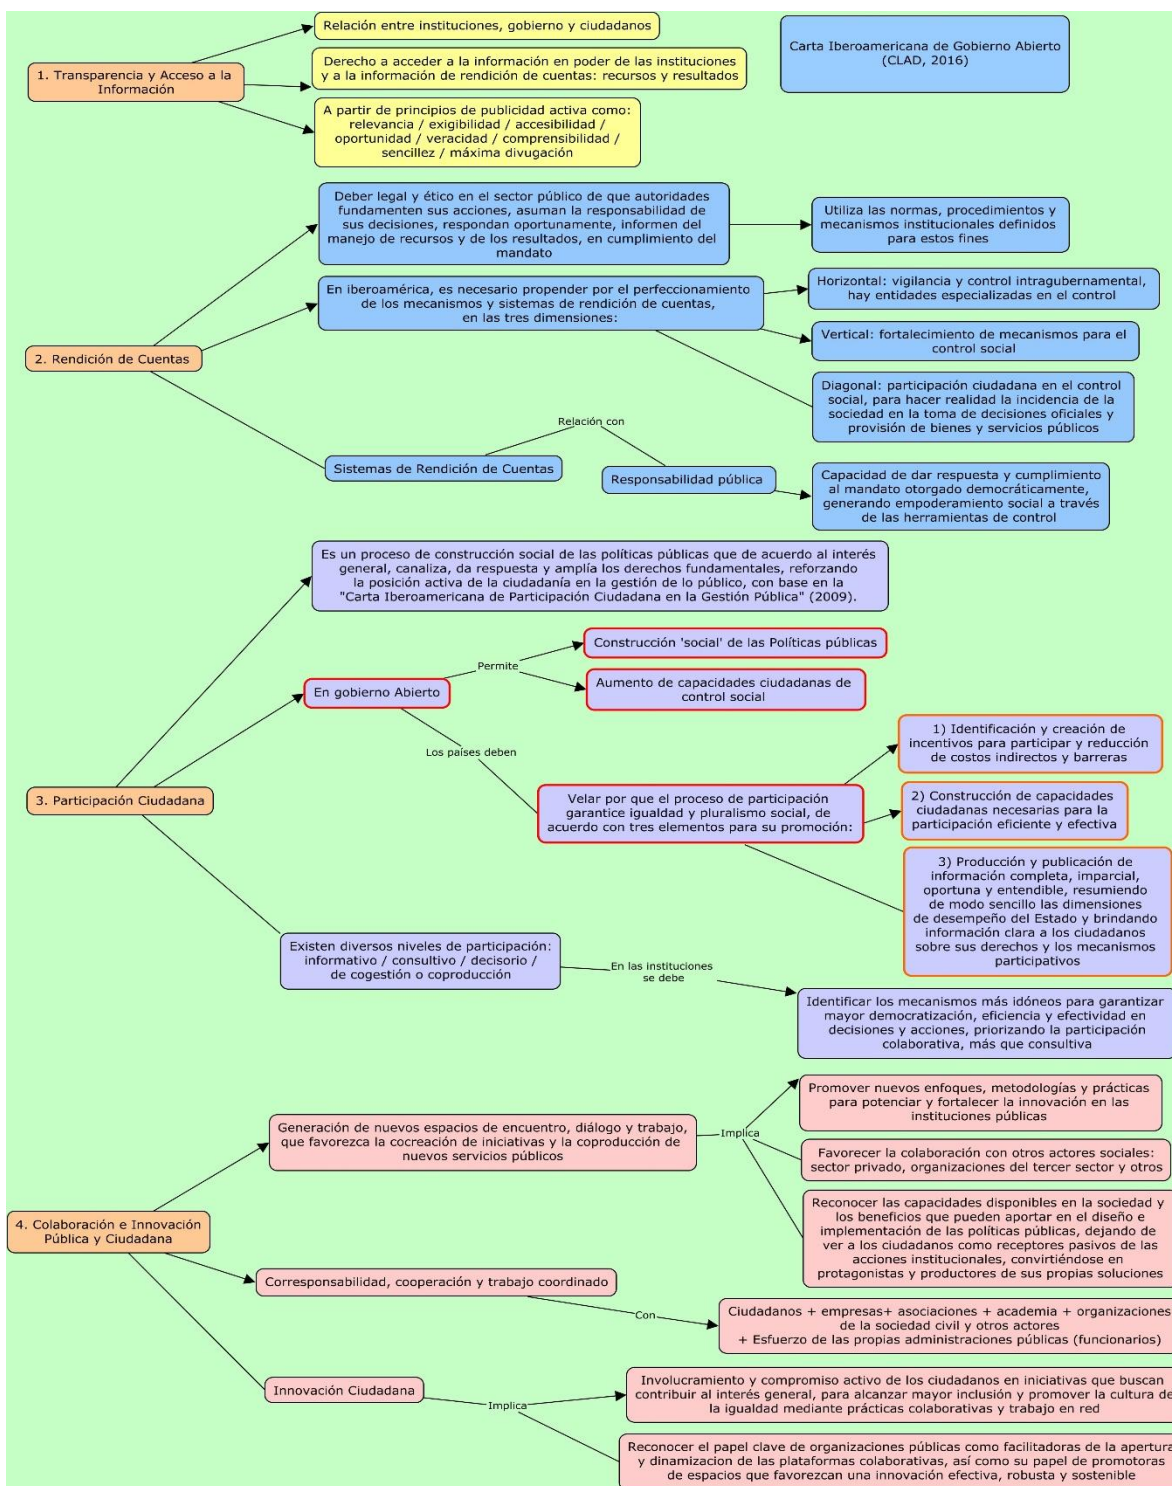 Relación entre instituciones, gobierno y ciudadanos
Carta Iberoamericana de Gobierno Abierto
(CLAD, 2016)
1. Transparencia y Acceso a la
Información
Derecho a acceder a la información en poder de las instituciones
y a la información de rendición de cuentas: recursos y resultados
A partir de principios de publicidad activa como:
relevancia / exigibilidad / accesibilidad /
oportunidad / veracidad / comprensibilidad /
sencillez / máxima divugación
2. Rendición de Cuentas
Deber legal y ético en el sector público de que autoridades
fundamenten sus acciones, asuman la responsabilidad de
sus decisiones, respondan oportunamente, informen del
manejo de recursos y de los resultados, en cumplimiento del
mandato
Utiliza las normas, procedimientos y
mecanismos institucionales definidos
para estos fines
En iberoamérica, es necesario propender por el perfeccionamiento
de los mecanismos y sistemas de rendición de cuentas,
en las tres dimensiones:
Horizontal: vigilancia y control intragubernamental,
hay entidades especializadas en el control
Vertical: fortalecimiento de mecanismos para el
control social
Diagonal: participación ciudadana en el control
social, para hacer realidad la incidencia de la
sociedad en la toma de decisiones oficiales y
provisión de bienes y servicios públicos
Sistemas de Rendición de Cuentas
Relación con
Responsabilidad pública
Capacidad de dar respuesta y cumplimiento
al mandato otorgado democráticamente,
generando empoderamiento social a través
de las herramientas de control
3. Participación Ciudadana
Es un proceso de construcción social de las políticas públicas que de acuerdo al interés
general, canaliza, da respuesta y amplía los derechos fundamentales, reforzando
la posición activa de la ciudadanía en la gestión de lo público, con base en la
"Carta Iberoamericana de Participación Ciudadana en la Gestión Pública" (2009).
En gobierno Abierto
Permite
Construcción 'social' de las Políticas públicas
Aumento de capacidades ciudadanas de
control social
Los países deben
Velar por que el proceso de participación
garantice igualdad y pluralismo social, de
acuerdo con tres elementos para su promoción:
1) Identificación y creación de
incentivos para participar y reducción
de costos indirectos y barreras
2) Construcción de capacidades
ciudadanas necesarias para la
participación eficiente y efectiva
3) Producción y publicación de
información completa, imparcial,
oportuna y entendible, resumiendo
de modo sencillo las dimensiones
de desempeño del Estado y brindando
información clara a los ciudadanos
sobre sus derechos y los mecanismos
participativos
Existen diversos niveles de participación:
informativo / consultivo / decisorio /
de cogestión o coproducción
En las instituciones
se debe
Identificar los mecanismos más idóneos para garantizar
mayor democratización, eficiencia y efectividad en
decisiones y acciones, priorizando la participación
colaborativa, más que consultiva
4. Colaboración e Innovación
Pública y Ciudadana
Generación de nuevos espacios de encuentro, diálogo y trabajo,
que favorezca la cocreación de iniciativas y la coproducción de
nuevos servicios públicos
Implica
Promover nuevos enfoques, metodologías y prácticas
para potenciar y fortalecer la innovación en las
instituciones públicas
Favorecer la colaboración con otros actores sociales:
sector privado, organizaciones del tercer sector y otros
Reconocer las capacidades disponibles en la sociedad y
los beneficios que pueden aportar en el diseño e
implementación de las políticas públicas, dejando de
ver a los ciudadanos como receptores pasivos de las
acciones institucionales, convirtiéndose en
protagonistas y productores de sus propias soluciones
Corresponsabilidad, cooperación y trabajo coordinado
Con
Ciudadanos + empresas+ asociaciones + academia + organizaciones
de la sociedad civil y otros actores
+ Esfuerzo de las propias administraciones públicas (funcionarios)
Innovación Ciudadana
Implica
Involucramiento y compromiso activo de los ciudadanos en iniciativas que buscan
contribuir al interés general, para alcanzar mayor inclusión y promover la cultura de
la igualdad mediante prácticas colaborativas y trabajo en red
Reconocer el papel clave de organizaciones públicas como facilitadoras de la apertura
y dinamizacion de las plataformas colaborativas, así como su papel de promotoras
de espacios que favorezcan una innovación efectiva, robusta y sostenible